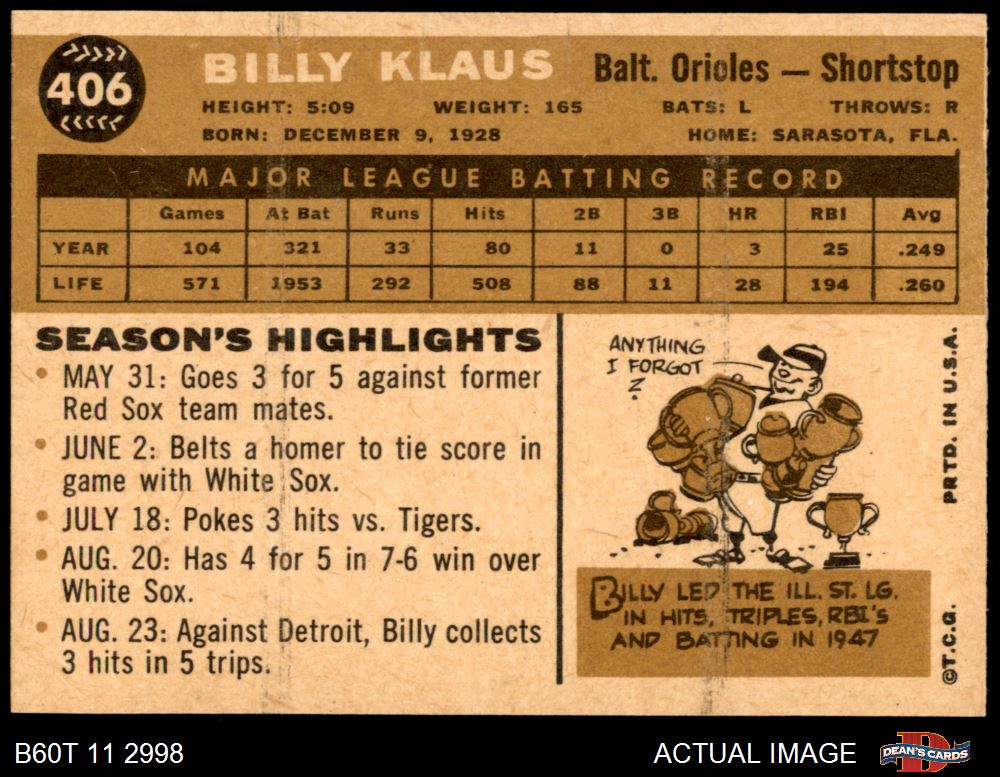 406
BILLY KLAUS
Balt. Orioles — Shortstop
HEIGHT: 5:09 WEIGHT: 165 BATS: L THROWS: R
BORN: DECEMBER 9, 1928 HOME: SARASOTA, FLA.
MAJOR LEAGUE BATTING RECORD
Games At Bat Runs Hits 2B 3B HR RBI Avg
YEAR 104 321 33 80 11 0 3 25 .249
LIFE 571 1953 292 508 88 11 28 194 .260
SEASON'S HIGHLIGHTS
• MAY 31: Goes 3 for 5 against former
Red Sox team mates.
• JUNE 2: Belts a homer to tie score in
game with White Sox.
• JULY 18: Pokes 3 hits vs. Tigers.
• AUG. 20: Has 4 for 5 in 7-6 win over
White Sox.
• AUG. 23: Against Detroit, Billy collects
3 hits in 5 trips.
ANYTHING
I FORGOT
?
BILLY LED THE ILL. ST. LG.
IN HITS, TRIPLES, RBI'S
AND BATTING IN 1947
PRTD. IN U.S.A.
©T.C.G.
B60T 11 2998
ACTUAL IMAGE
DEAN'S CARDS